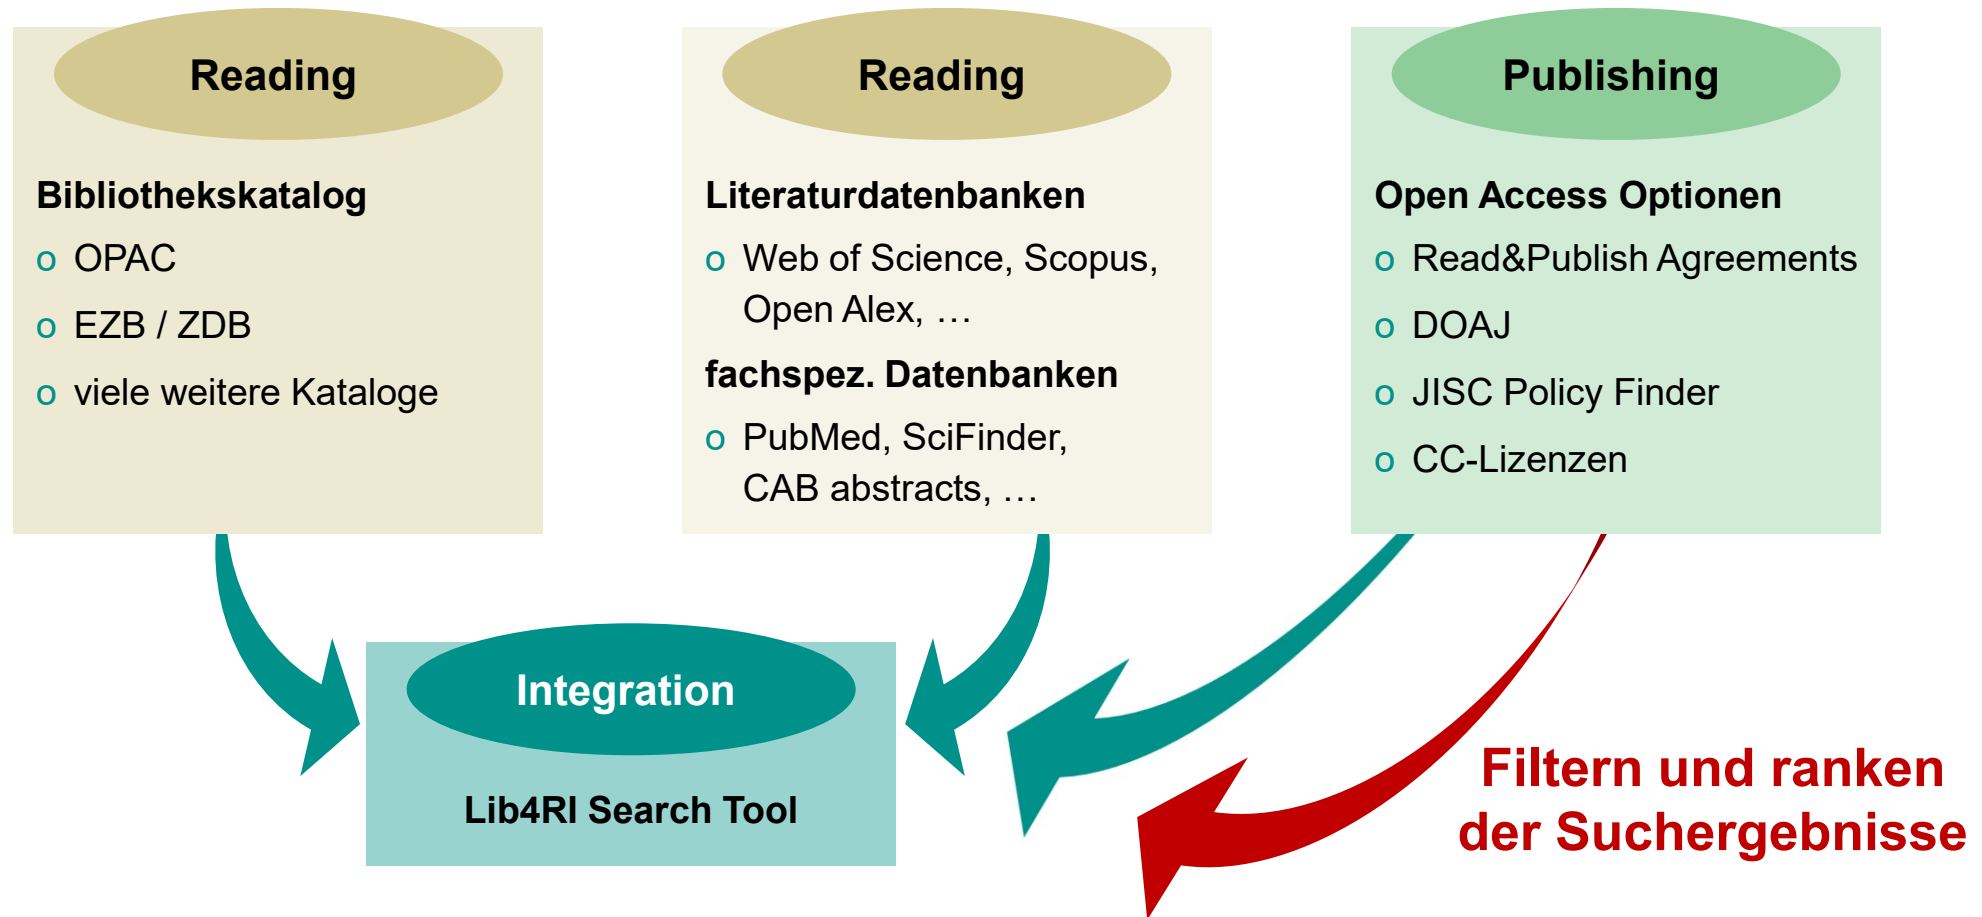 Reading
Bibliothekskatalog
o OPAC
o EZB / ZDB
o viele weitere Kataloge
Reading
Literaturdatenbanken
o Web of Science, Scopus,
Open Alex, …
fachspez. Datenbanken
o PubMed, SciFinder,
CAB abstracts, …
Publishing
Open Access Optionen
o Read&Publish Agreements
o DOAJ
o JISC Policy Finder
o CC-Lizenzen
Integration
Lib4RI Search Tool
Filtern und ranken
der Suchergebnisse